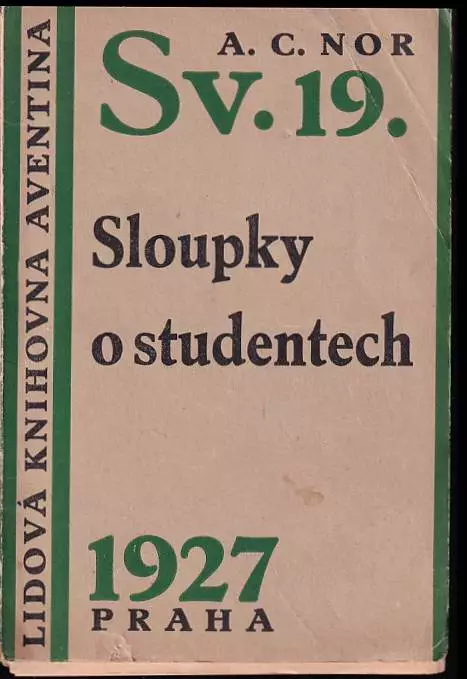 A. C. NOR
Sv. 19.
Sloupky
o studentech
1927
PRAHA
LIDOVÁ KNIHOVNA AVENTINA